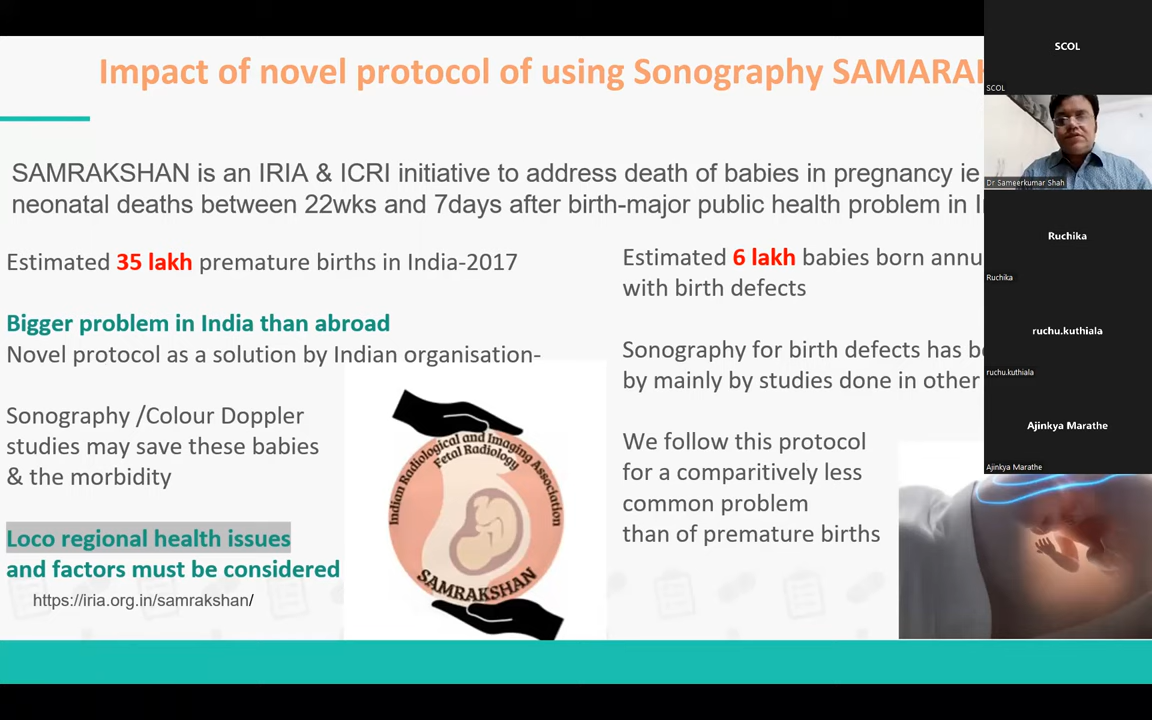 Impact of novel protocol of using Sonography SAMARAK
SAMRAKSHAN is an IRIA & ICRI initiative to address death of babies in pregnancy ie
neonatal deaths between 22wks and 7days after birth-major public health problem in
Estimated 35 lakh premature births in India-2017
Bigger problem in India than abroad
Novel protocol as a solution by Indian organisation-
Sonography /Colour Doppler
studies may save these babies
& the morbidity
Loco regional health issues
and factors must be considered
https://iria.org.in/samrakshan/
Indian Radiological and Imaging Association
Fetal Radiology
SAMRAKSHAN
Estimated 6 lakh babies born annu
with birth defects
Sonography for birth defects has be
by mainly by studies done in other
We follow this protocol
for a comparitively less
common problem
than of premature births
SCOL
SCOL
Dr Sameerkumar Shah
Ruchika
Ruchika
ruchu.kuthiala
ruchu.kuthiala
Ajinkya Marathe
Ajinkya Marathe